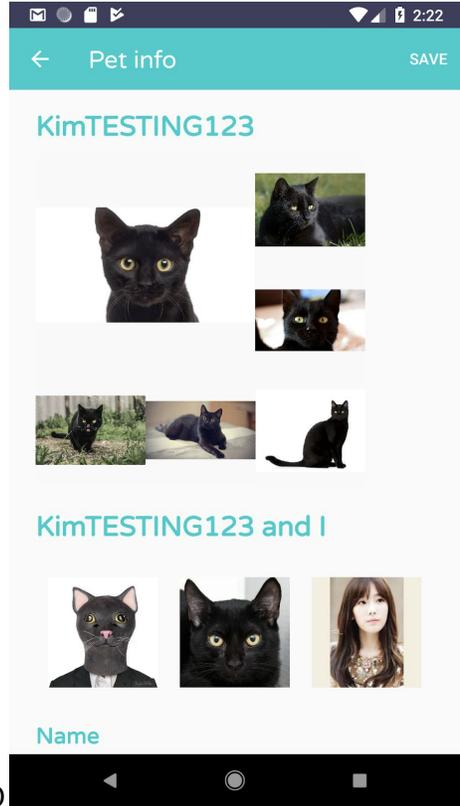 2:22
Pet info
SAVE
KimTESTING123
KimTESTING123 and I
Name